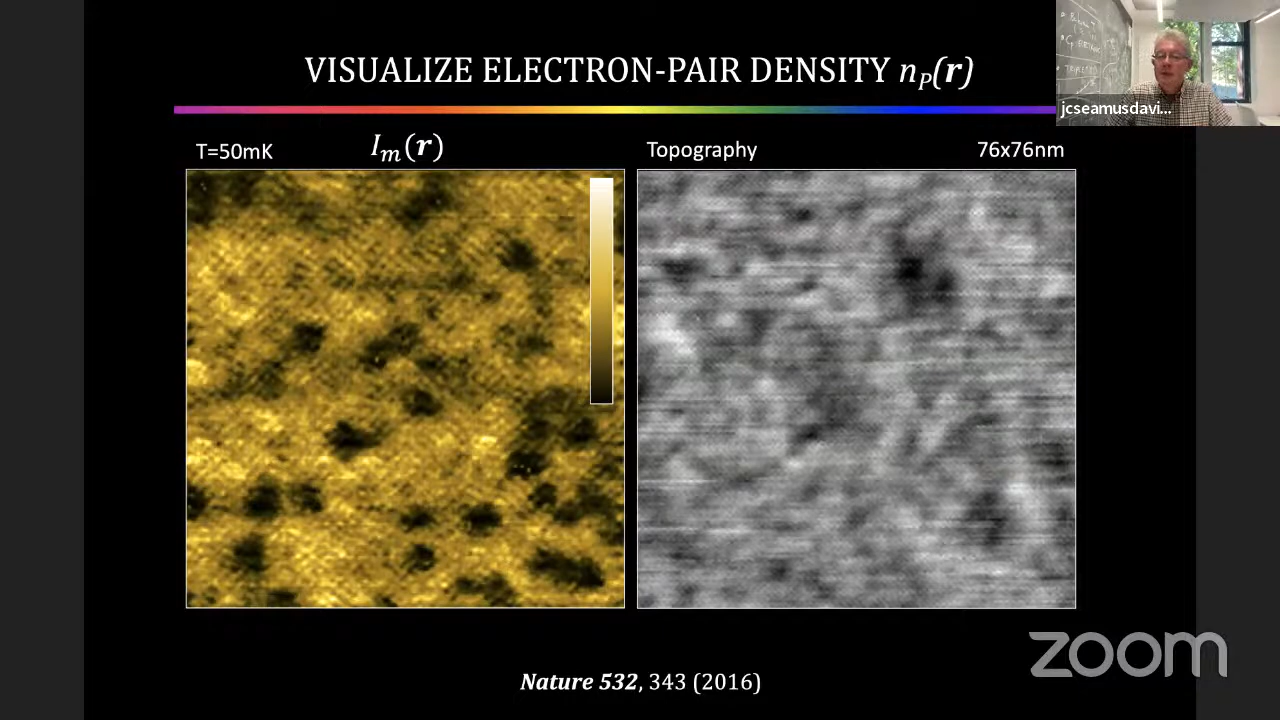 VISUALIZE ELECTRON-PAIR DENSITY n_P(r)
jcseamusdavi...
T=50mK
I_m(r)
Topography
76x76nm
zoom
Nature 532, 343 (2016)